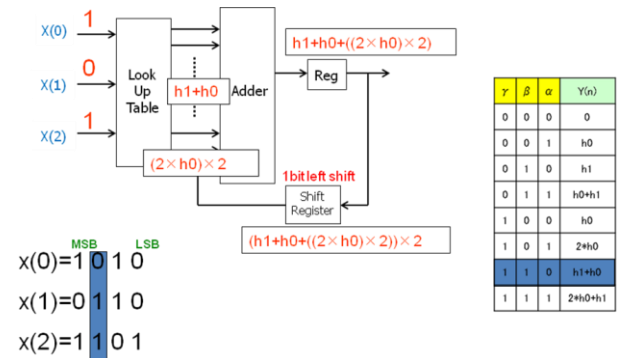 X(0) 1
X(1) 0
X(2) 1
Look
Up
Table
h1+h0
(2×h0)×2
Adder
h1+h0+((2×h0)×2)
Reg
1bit left shift
Shift
Register
(h1+h0+((2×h0)×2))×2
MSB LSB
x(0)=1 0 1 0
x(1)=0 1 1 0
x(2)=1 1 0 1
γ β α Y(n)
0 0 0 0
0 0 1 h0
0 1 0 h1
0 1 1 h0+h1
1 0 0 h0
1 0 1 2*h0
1 1 0 h1+h0
1 1 1 2*h0+h1